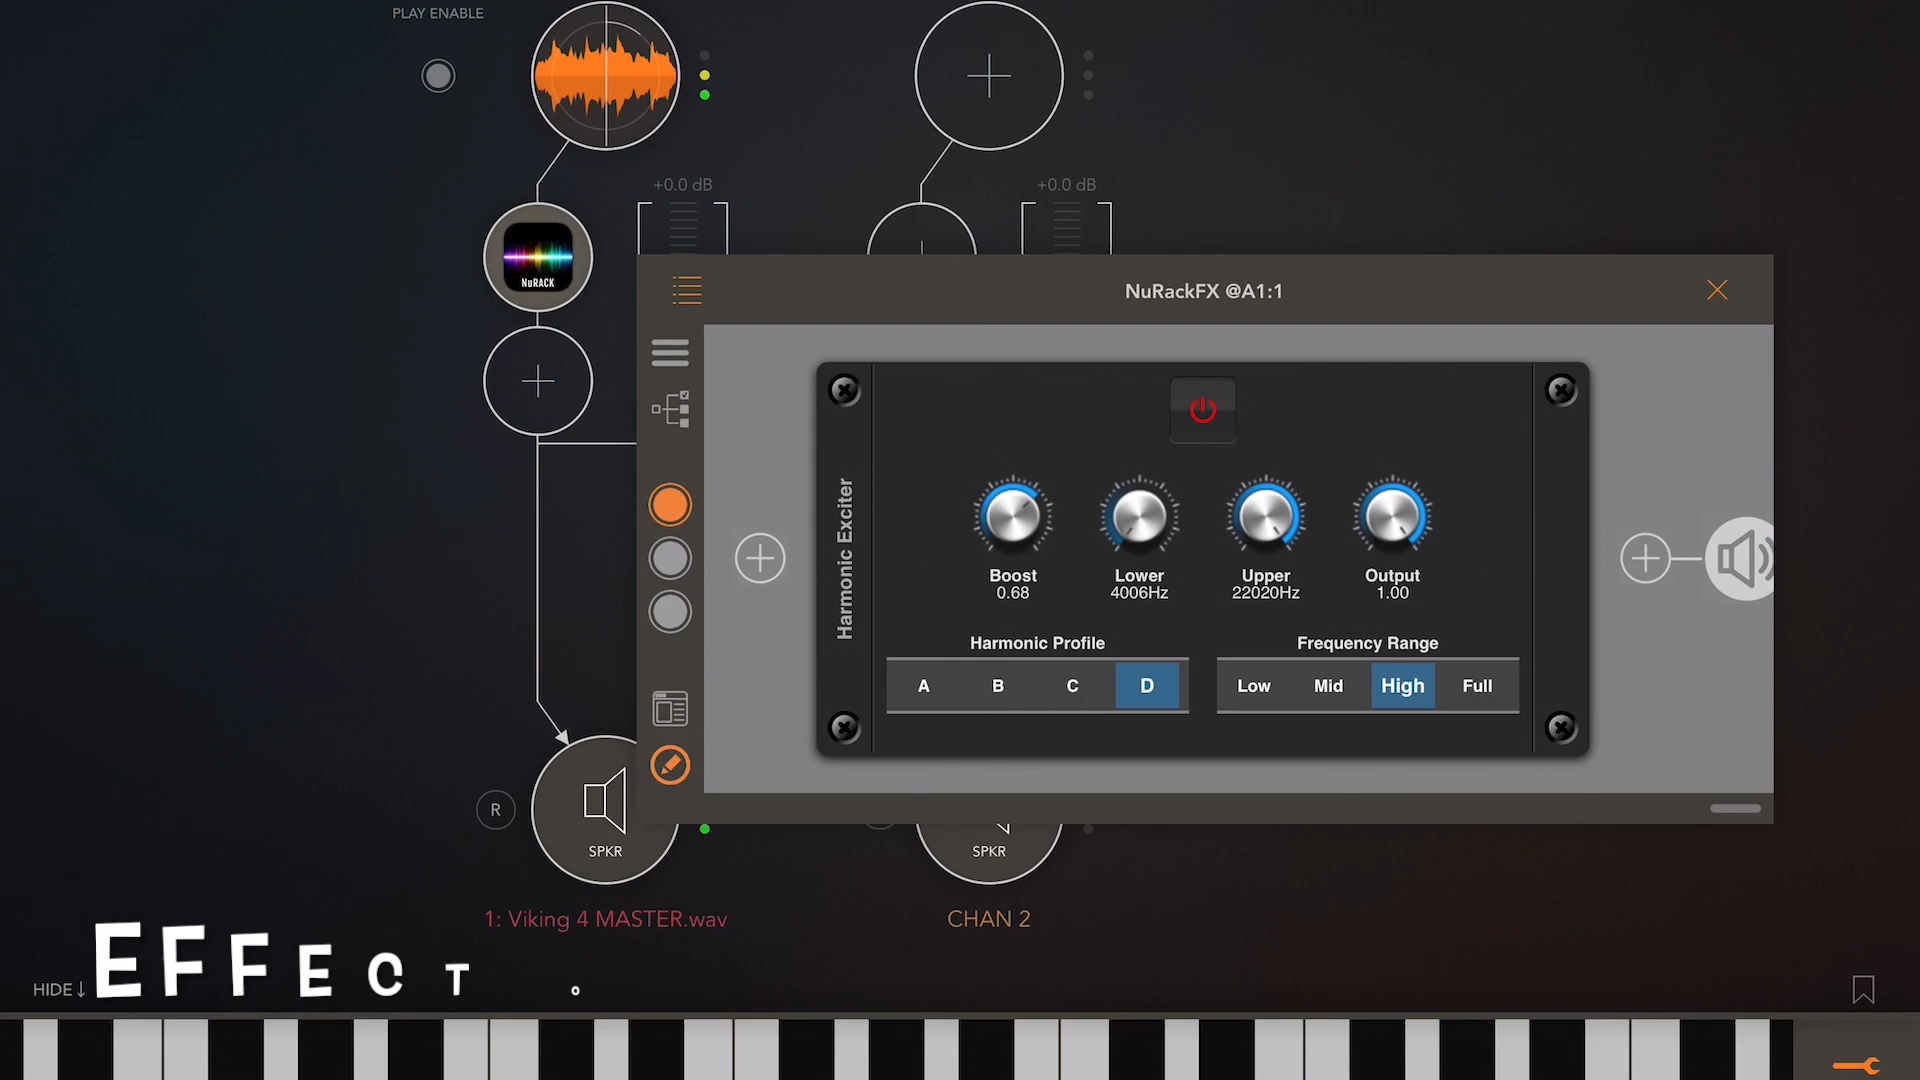 PLAY ENABLE
+0.0 dB
+0.0 dB
NuRACK
NuRackFX @A1:1
Harmonic Exciter
Boost
0.68
Lower
4006Hz
Upper
22020Hz
Output
1.00
Harmonic Profile
A B C D
Frequency Range
Low Mid High Full
R
SPKR
SPKR
1: Viking 4 MASTER.wav
CHAN 2
EFFECT
HIDE↓